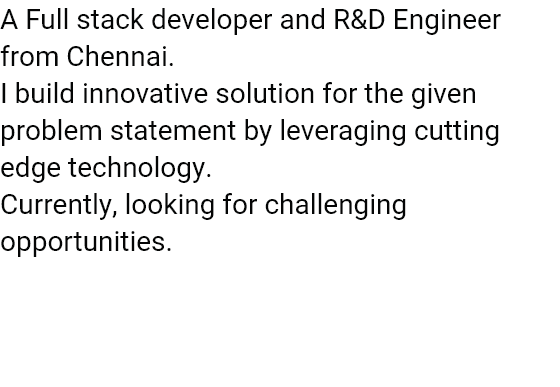 A Full stack developer and R&D Engineer
from Chennai.
I build innovative solution for the given
problem statement by leveraging cutting
edge technology.
Currently, looking for challenging
opportunities.